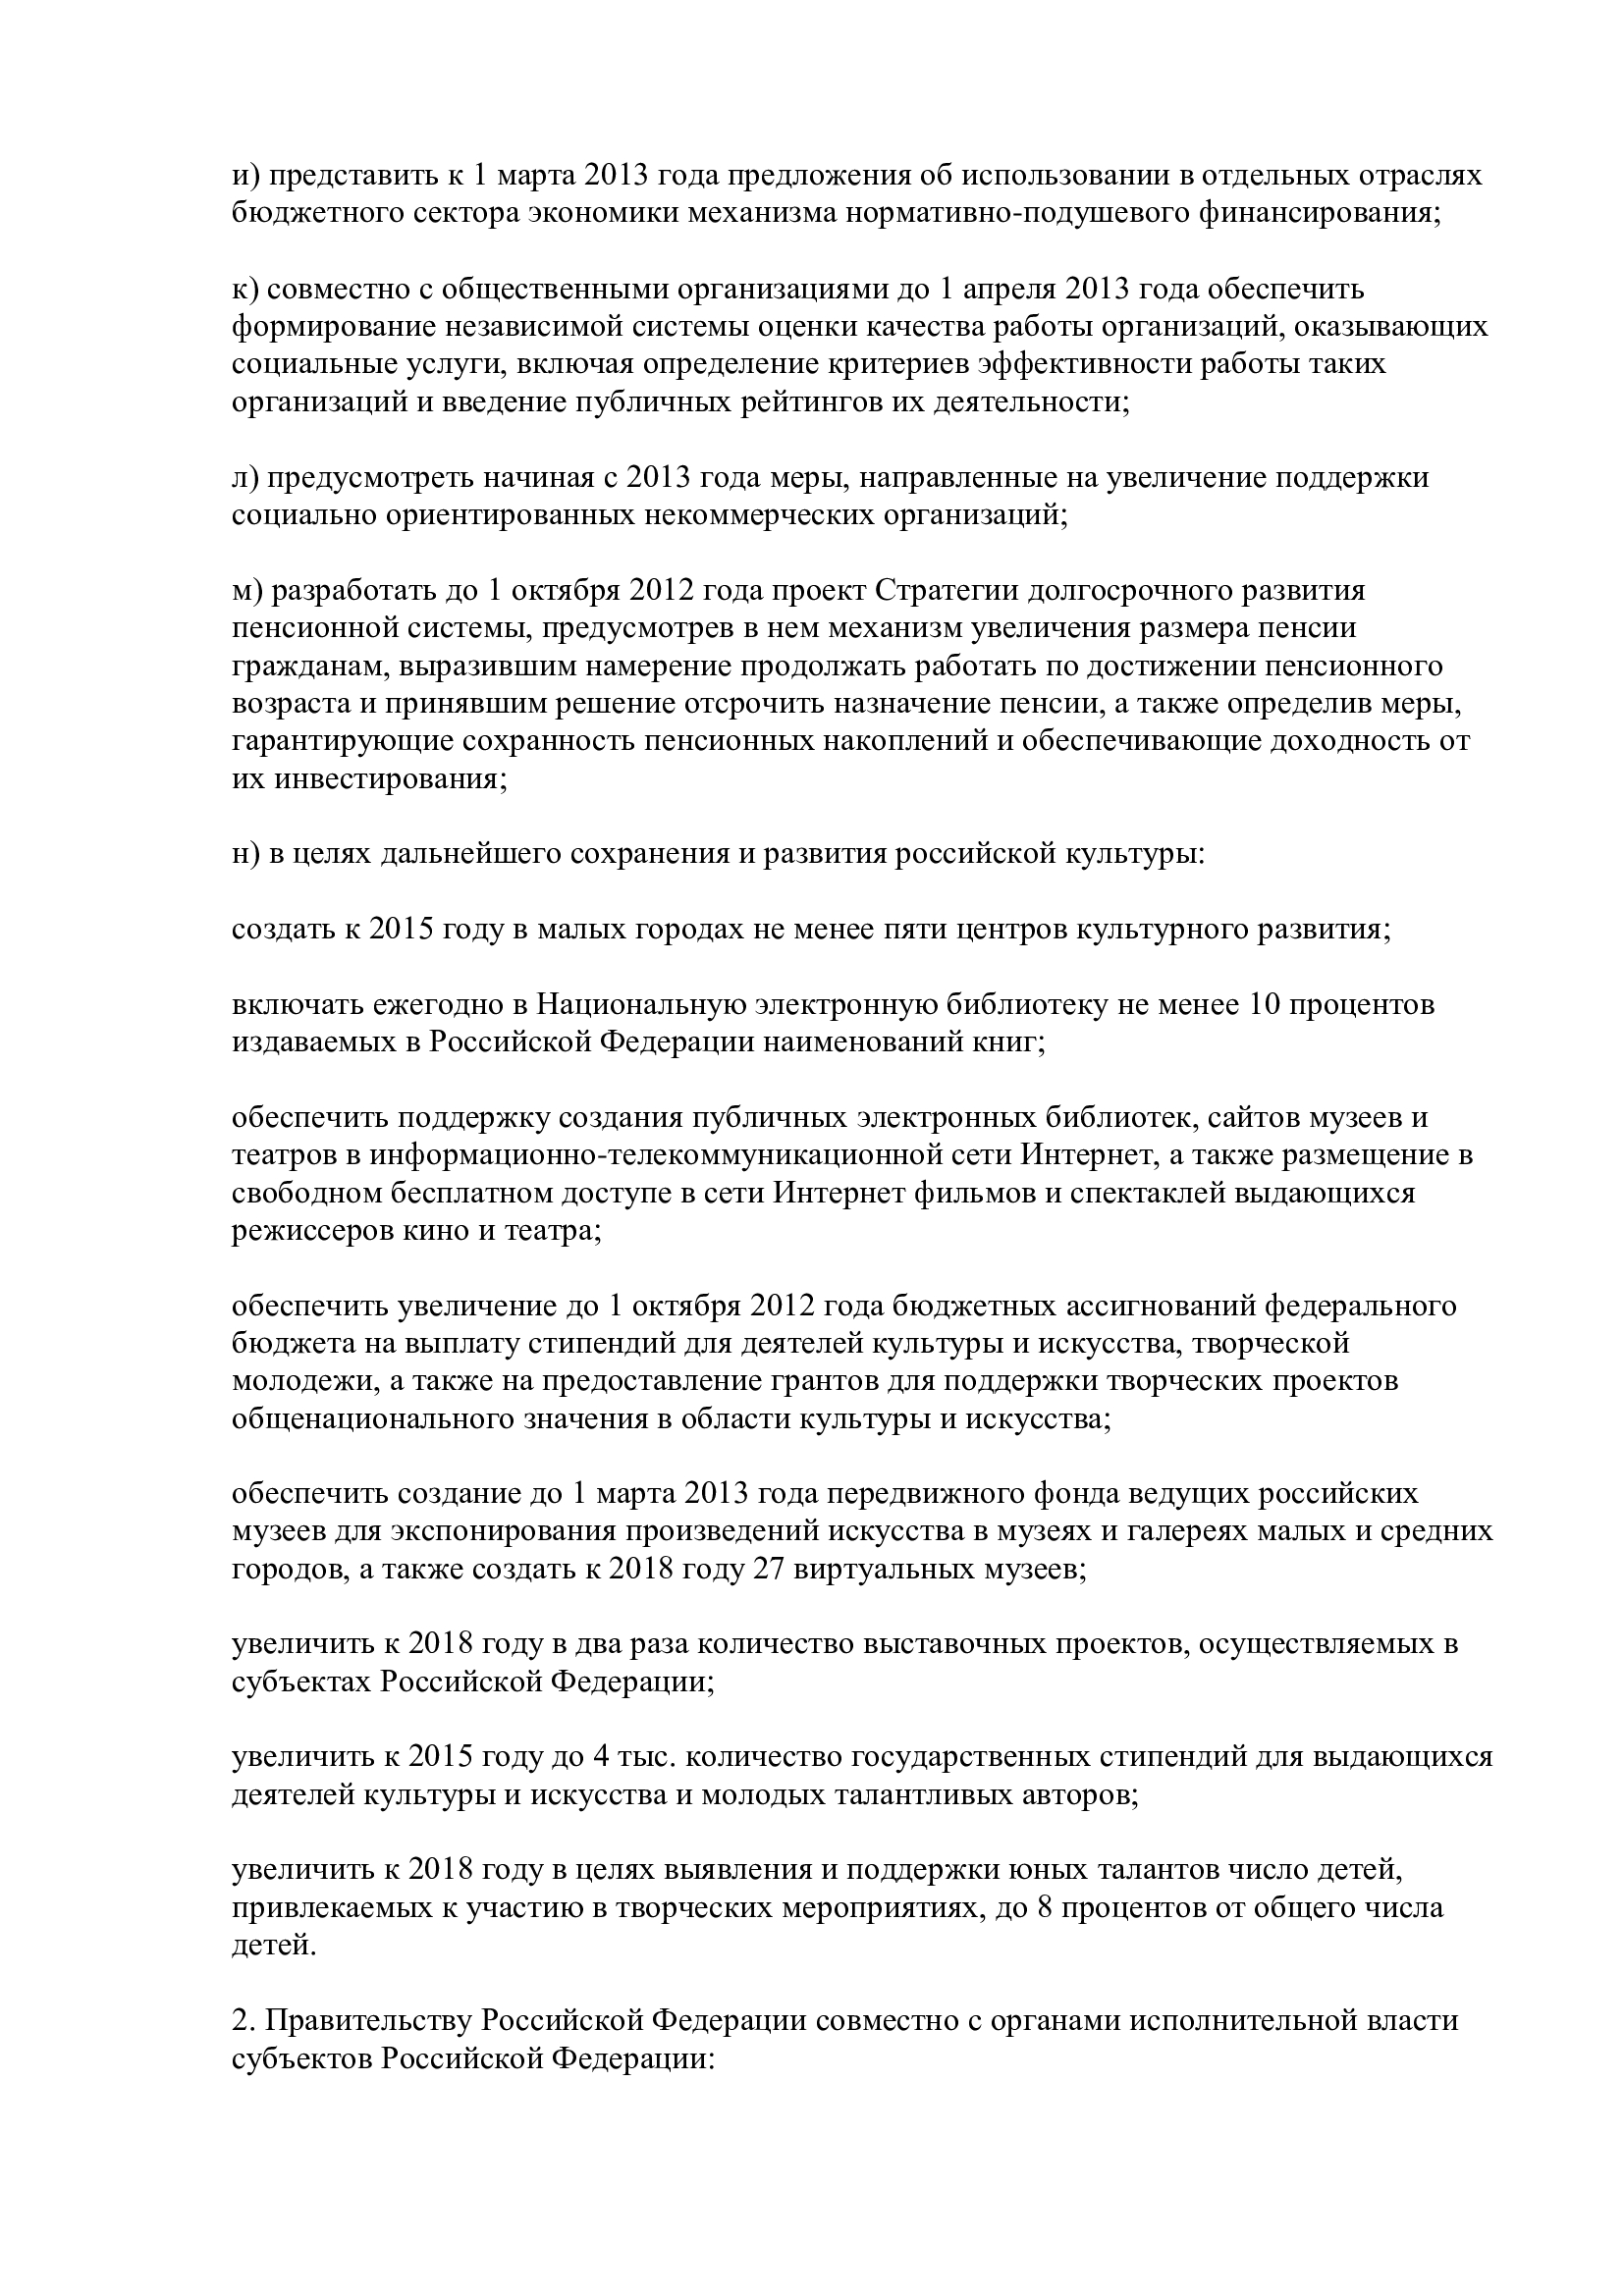 и) представить к 1 марта 2013 года предложения об использовании в отдельных отраслях
бюджетного сектора экономики механизма нормативно-подушевого финансирования;
к) совместно с общественными организациями до 1 апреля 2013 года обеспечить
формирование независимой системы оценки качества работы организаций, оказывающих
социальные услуги, включая определение критериев эффективности работы таких
организаций и введение публичных рейтингов их деятельности;
л) предусмотреть начиная с 2013 года меры, направленные на увеличение поддержки
социально ориентированных некоммерческих организаций;
м) разработать до 1 октября 2012 года проект Стратегии долгосрочного развития
пенсионной системы, предусмотрев в нем механизм увеличения размера пенсии
гражданам, выразившим намерение продолжать работать по достижении пенсионного
возраста и принявшим решение отсрочить назначение пенсии, а также определив меры,
гарантирующие сохранность пенсионных накоплений и обеспечивающие доходность от
их инвестирования;
н) в целях дальнейшего сохранения и развития российской культуры:
создать к 2015 году в малых городах не менее пяти центров культурного развития;
включать ежегодно в Национальную электронную библиотеку не менее 10 процентов
издаваемых в Российской Федерации наименований книг;
обеспечить поддержку создания публичных электронных библиотек, сайтов музеев и
театров в информационно-телекоммуникационной сети Интернет, а также размещение в
свободном бесплатном доступе в сети Интернет фильмов и спектаклей выдающихся
режиссеров кино и театра;
обеспечить увеличение до 1 октября 2012 года бюджетных ассигнований федерального
бюджета на выплату стипендий для деятелей культуры и искусства, творческой
молодежи, а также на предоставление грантов для поддержки творческих проектов
общенационального значения в области культуры и искусства;
обеспечить создание до 1 марта 2013 года передвижного фонда ведущих российских
музеев для экспонирования произведений искусства в музеях и галереях малых и средних
городов, а также создать к 2018 году 27 виртуальных музеев;
увеличить к 2018 году в два раза количество выставочных проектов, осуществляемых в
субъектах Российской Федерации;
увеличить к 2015 году до 4 тыс. количество государственных стипендий для выдающихся
деятелей культуры и искусства и молодых талантливых авторов;
увеличить к 2018 году в целях выявления и поддержки юных талантов число детей,
привлекаемых к участию в творческих мероприятиях, до 8 процентов от общего числа
детей.
2. Правительству Российской Федерации совместно с органами исполнительной власти
субъектов Российской Федерации: